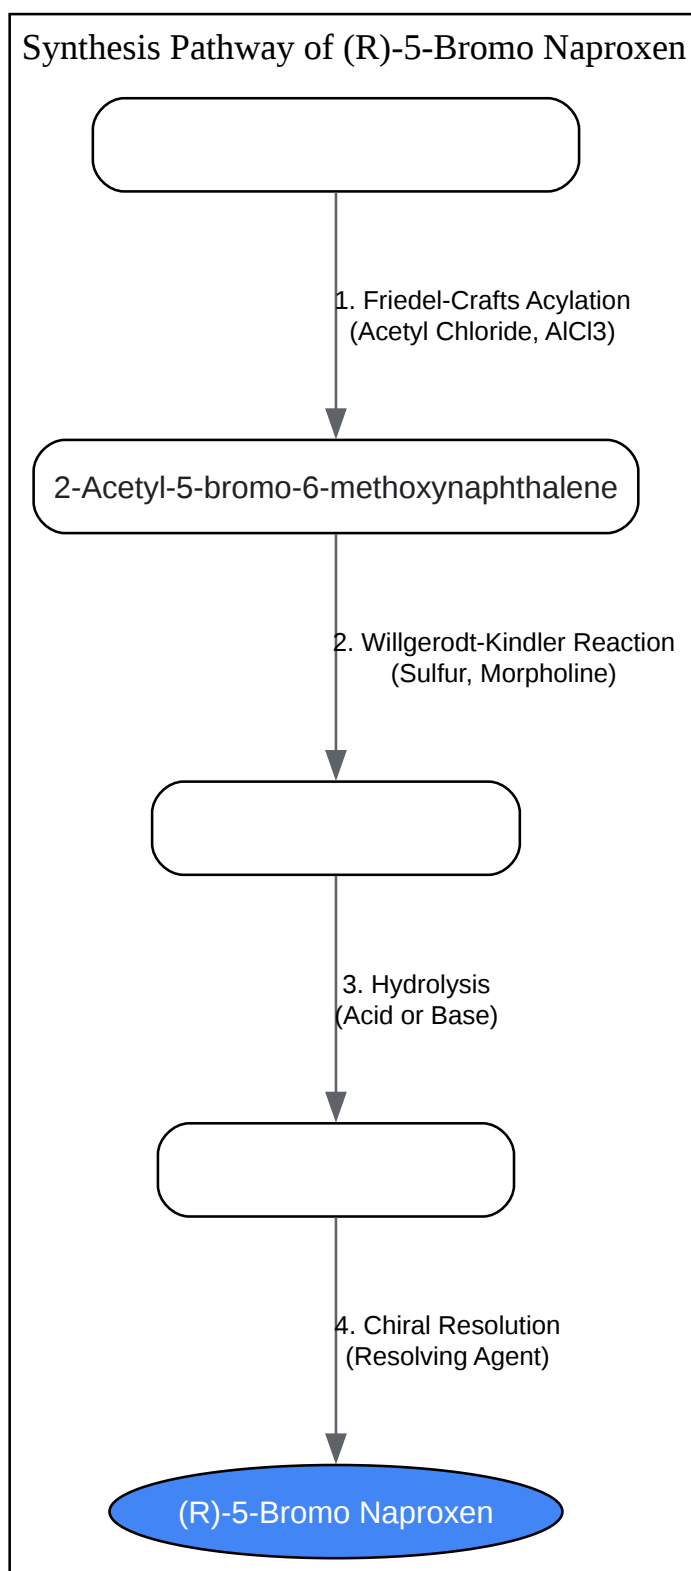 Synthesis Pathway of (R)-5-Bromo Naproxen
1. Friedel-Crafts Acylation
(Acetyl Chloride, AlCl3)
2-Acetyl-5-bromo-6-methoxynaphthalene
2. Willgerodt-Kindler Reaction
(Sulfur, Morpholine)
3. Hydrolysis
(Acid or Base)
4. Chiral Resolution
(Resolving Agent)
(R)-5-Bromo Naproxen